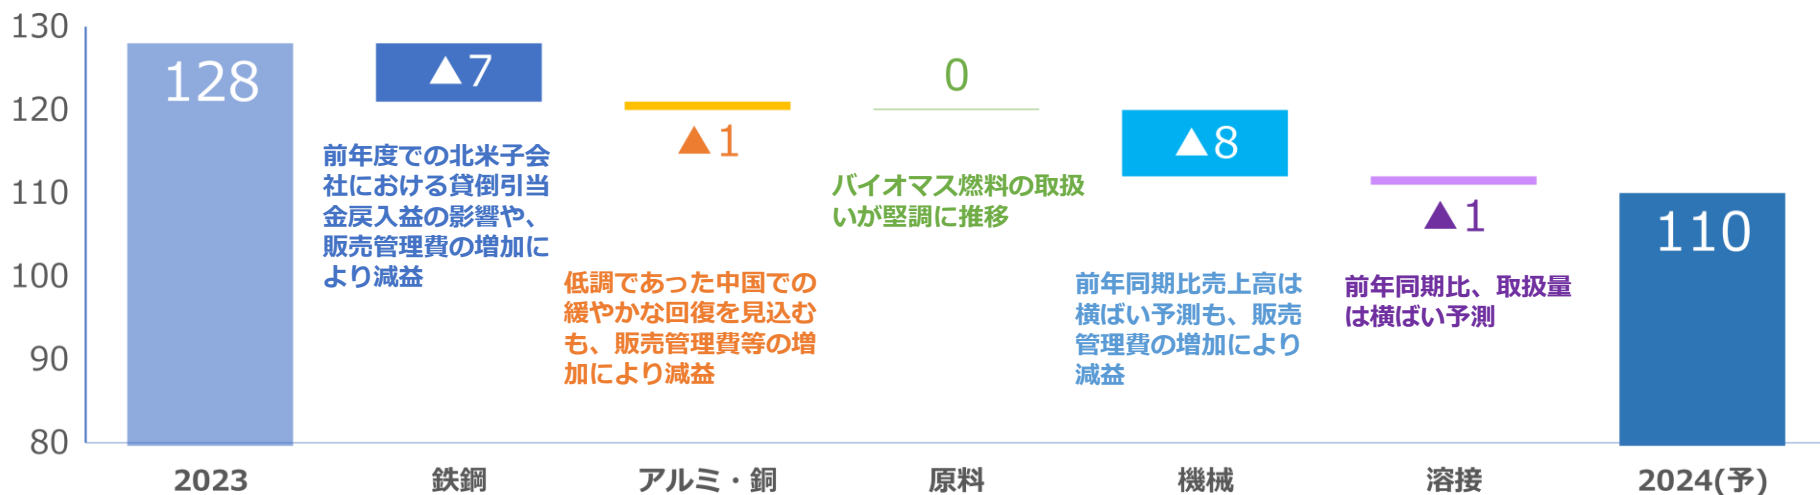 130
120
110
100
90
80
128
▲7
前年度での北米子会
社における貸倒引当
金戻入益の影響や、
販売管理費の増加に
より減益
▲1
低調であった中国での
緩やかな回復を見込む
も、販売管理費等の増
加により減益
0
バイオマス燃料の取扱
いが堅調に推移
▲8
前年同期比売上高は
横ばい予測も、販売
管理費の増加により
減益
▲1
前年同期比、取扱量
は横ばい予測
110
2023
鉄鋼
アルミ・銅
原料
機械
溶接
2024(予)